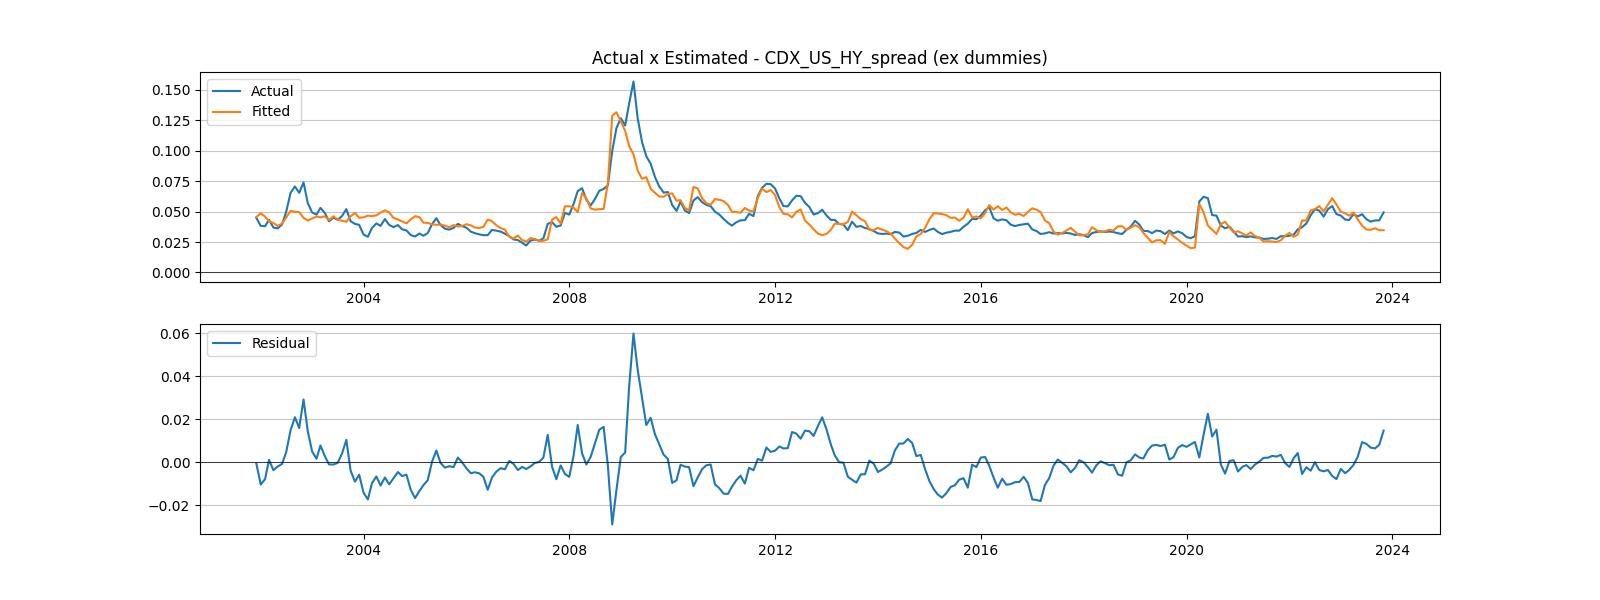 Actual x Estimated - CDX_US_HY_spread (ex dummies)
Actual
Fitted
0.150
0.125
0.100
0.075
0.050
0.025
0.000
2004 2008 2012 2016 2020 2024
Residual
0.06
0.04
0.02
0.00
−0.02
2004 2008 2012 2016 2020 2024